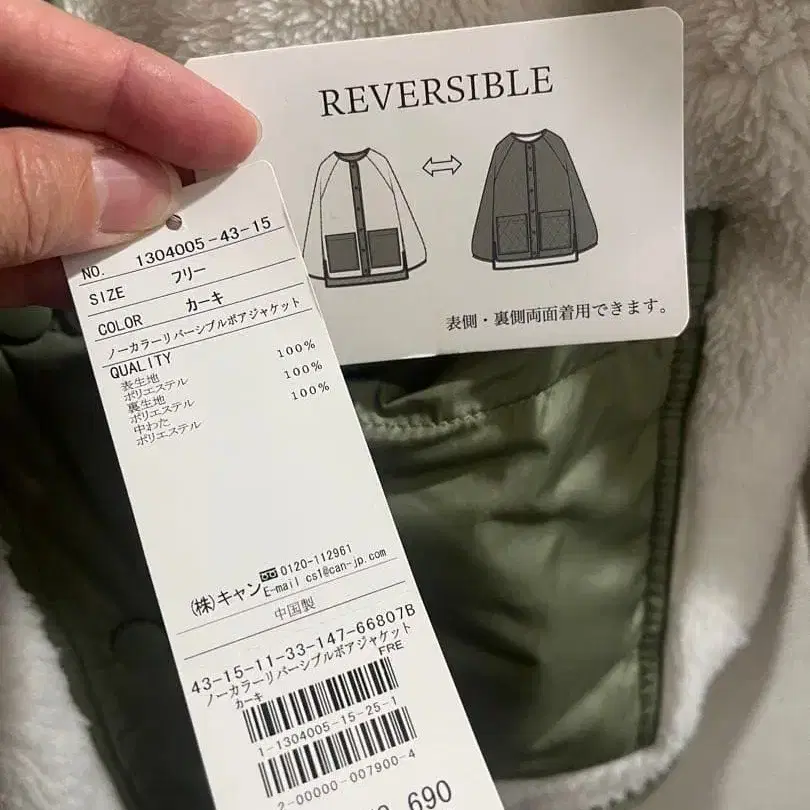 REVERSIBLE
表側・裏側両面着用できます。
NO. 1304005-43-15
SIZE フリー
COLOR カーキ
ノーカラーリバーシブルボアジャケット
QUALITY
表生地 100%
ポリエステル
裏生地 100%
ポリエステル
中わた 100%
ポリエステル
(株)キャン 0120-112961
E-mail cs1@can-jp.com
中国製
43-15-11-33-147-66807B
ノーカラーリバーシブルボアジャケット
カーキ FRE
1-1304005-15-25-1
2-00000-007900-4
690